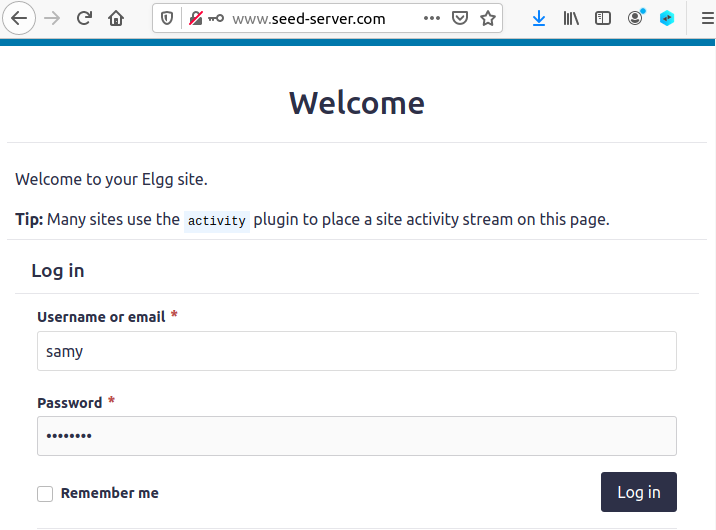 www.seed-server.com
Welcome
Welcome to your Elgg site.
Tip: Many sites use the activity plugin to place a site activity stream on this page.
Log in
Username or email *
samy
Password *
••••••••
Remember me
Log in